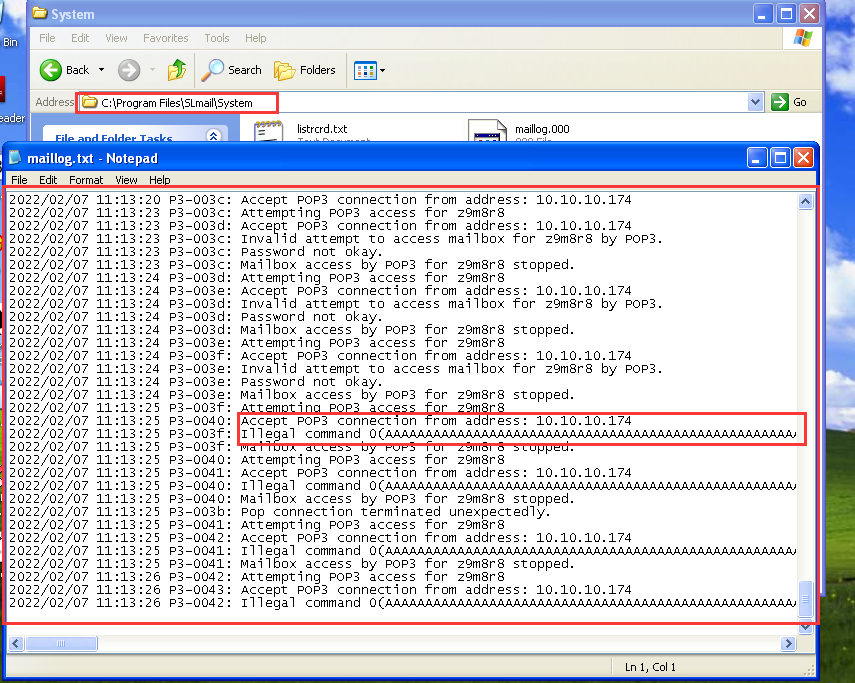 System
Bin
File Edit View Favorites Tools Help
Back Search Folders
Address C:\Program Files\SLmail\System Go
eader
File and Folder Tasks
listrcrd.txt
Text Document
maillog.000
000 File
maillog.txt - Notepad
File Edit Format View Help
2022/02/07 11:13:20 P3-003c: Accept POP3 connection from address: 10.10.10.174
2022/02/07 11:13:23 P3-003c: Attempting POP3 access for z9m8r8
2022/02/07 11:13:23 P3-003d: Accept POP3 connection from address: 10.10.10.174
2022/02/07 11:13:23 P3-003c: Invalid attempt to access mailbox for z9m8r8 by POP3.
2022/02/07 11:13:23 P3-003c: Password not okay.
2022/02/07 11:13:23 P3-003c: Mailbox access by POP3 for z9m8r8 stopped.
2022/02/07 11:13:24 P3-003d: Attempting POP3 access for z9m8r8
2022/02/07 11:13:24 P3-003e: Accept POP3 connection from address: 10.10.10.174
2022/02/07 11:13:24 P3-003d: Invalid attempt to access mailbox for z9m8r8 by POP3.
2022/02/07 11:13:24 P3-003d: Password not okay.
2022/02/07 11:13:24 P3-003d: Mailbox access by POP3 for z9m8r8 stopped.
2022/02/07 11:13:24 P3-003e: Attempting POP3 access for z9m8r8
2022/02/07 11:13:24 P3-003f: Accept POP3 connection from address: 10.10.10.174
2022/02/07 11:13:24 P3-003e: Invalid attempt to access mailbox for z9m8r8 by POP3.
2022/02/07 11:13:24 P3-003e: Password not okay.
2022/02/07 11:13:24 P3-003e: Mailbox access by POP3 for z9m8r8 stopped.
2022/02/07 11:13:25 P3-003f: Attempting POP3 access for z9m8r8
2022/02/07 11:13:25 P3-0040: Accept POP3 connection from address: 10.10.10.174
2022/02/07 11:13:25 P3-003f: Illegal command 0(AAAAAAAAAAAAAAAAAAAAAAAAAAAAAAAAAAAAAAAAAAAAAAAAAAAA
2022/02/07 11:13:25 P3-003f: Mailbox access by POP3 for z9m8r8 stopped.
2022/02/07 11:13:25 P3-0040: Attempting POP3 access for z9m8r8
2022/02/07 11:13:25 P3-0041: Accept POP3 connection from address: 10.10.10.174
2022/02/07 11:13:25 P3-0040: Illegal command 0(AAAAAAAAAAAAAAAAAAAAAAAAAAAAAAAAAAAAAAAAAAAAAAAAAAAA
2022/02/07 11:13:25 P3-0040: Mailbox access by POP3 for z9m8r8 stopped.
2022/02/07 11:13:25 P3-003b: Pop connection terminated unexpectedly.
2022/02/07 11:13:25 P3-0041: Attempting POP3 access for z9m8r8
2022/02/07 11:13:25 P3-0042: Accept POP3 connection from address: 10.10.10.174
2022/02/07 11:13:25 P3-0041: Illegal command 0(AAAAAAAAAAAAAAAAAAAAAAAAAAAAAAAAAAAAAAAAAAAAAAAAAAAA
2022/02/07 11:13:25 P3-0041: Mailbox access by POP3 for z9m8r8 stopped.
2022/02/07 11:13:26 P3-0042: Attempting POP3 access for z9m8r8
2022/02/07 11:13:26 P3-0043: Accept POP3 connection from address: 10.10.10.174
2022/02/07 11:13:26 P3-0042: Illegal command 0(AAAAAAAAAAAAAAAAAAAAAAAAAAAAAAAAAAAAAAAAAAAAAAAAAAAA
Ln 1, Col 1